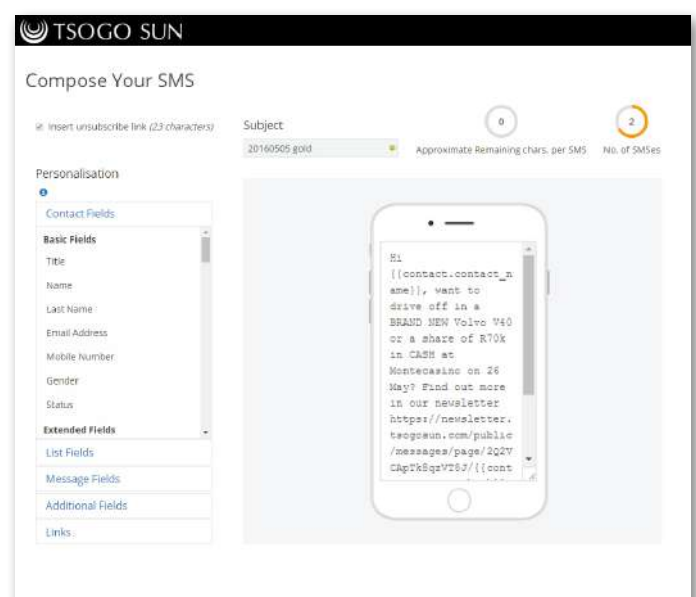 TSOGO SUN
Compose Your SMS
Insert unsubscribe link (23 characters)
Subject
20160505 gold
0
Approximate Remaining chars. per SMS
2
No. of SMSes
Personalisation
Contact Fields
Basic Fields
Title
Name
Last Name
Email Address
Mobile Number
Gender
Status
Extended Fields
List Fields
Message Fields
Additional Fields
Links
Hi
{{contact.contact_n
ame}}, want to
drive off in a
BRAND NEW Volvo V40
or a share of R70k
in CASH at
Montecasino on 26
May? Find out more
in our newsletter
https://newsletter.
tsogosun.com/public
/messages/page/2Q2V